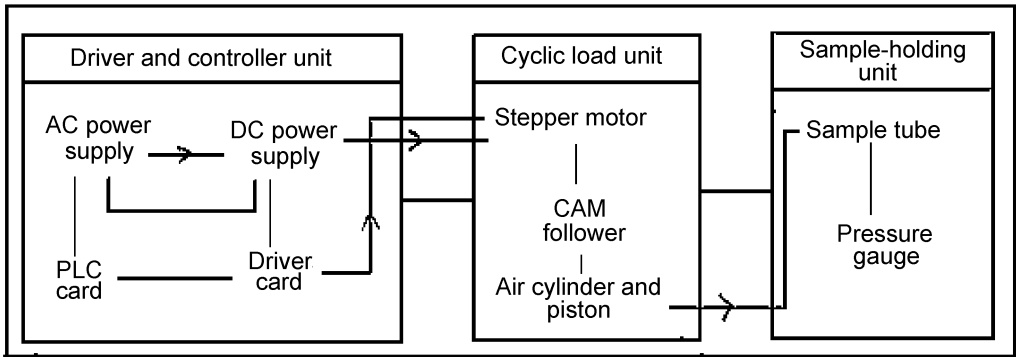 Driver and controller unit
AC power
supply
DC power
supply
PLC
card
Driver
card
Cyclic load unit
Stepper motor
CAM
follower
Air cylinder and
piston
Sample-holding
unit
Sample tube
Pressure
gauge